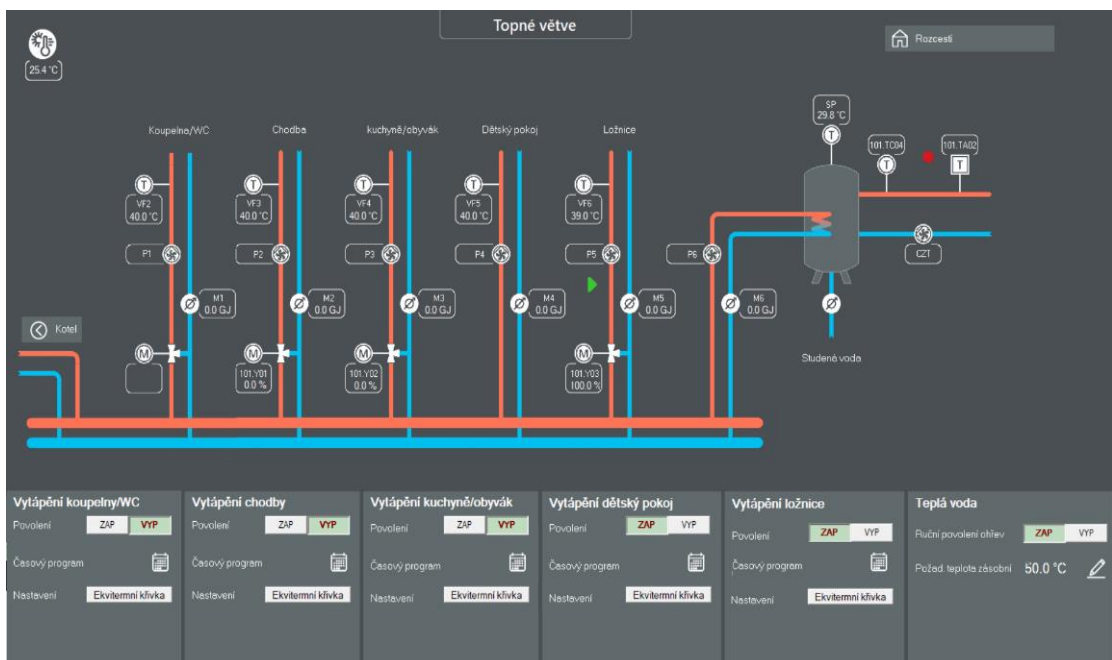 Topné větve
Rozcestí
25.4 °C
SP
29.8 °C
T
Koupelna/WC
Chodba
kuchyně/obyvák
Dětský pokoj
Ložnice
101.TC04
101.TA02
T
T
T
T
T
T
T
VF2
40.0 °C
VF3
40.0 °C
VF4
40.0 °C
VF5
40.0 °C
VF6
39.0 °C
P1
P2
P3
P4
P5
P6
CZT
M1
0.0 GJ
M2
0.0 GJ
M3
0.0 GJ
M4
0.0 GJ
M5
0.0 GJ
M6
0.0 GJ
Kotel
M
M
M
M
Studená voda
101.Y01
0.0 %
101.Y02
0.0 %
101.Y03
100.0 %
Vytápění koupelny/WC
Povolení
ZAP
VYP
Časový program
Nastavení
Ekvitermní křivka
Vytápění chodby
Povolení
ZAP
VYP
Časový program
Nastavení
Ekvitermní křivka
Vytápění kuchyně/obyvák
Povolení
ZAP
VYP
Časový program
Nastavení
Ekvitermní křivka
Vytápění dětský pokoj
Povolení
ZAP
VYP
Časový program
Nastavení
Ekvitermní křivka
Vytápění ložnice
Povolení
ZAP
VYP
Časový program
Nastavení
Ekvitermní křivka
Teplá voda
Ruční povolení ohřev
ZAP
VYP
Požad. teplota zásobní
50.0 °C